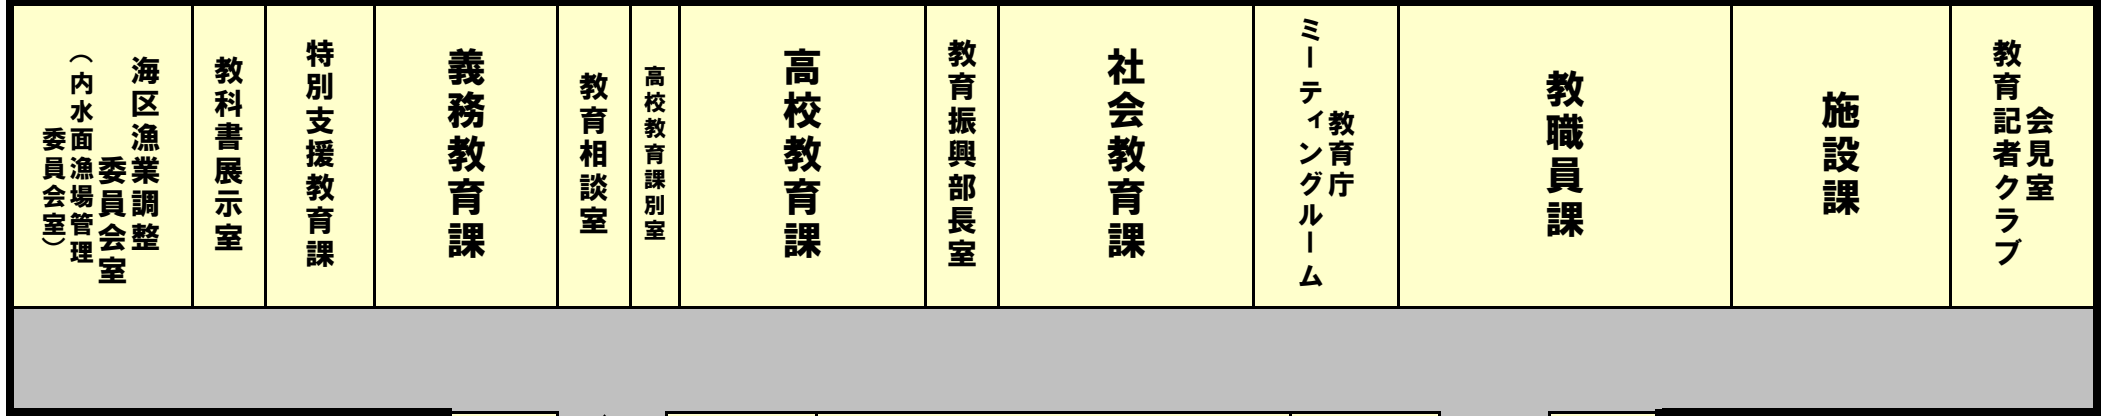 海区漁業調整
委員会室
（内水面漁場管理
委員会室）
教科書展示室
特別支援教育課
義務教育課
教育相談室
高校教育課別室
高校教育課
教育振興部長室
社会教育課
教育庁
ミーティングルーム
教職員課
施設課
会見室
教育記者クラブ